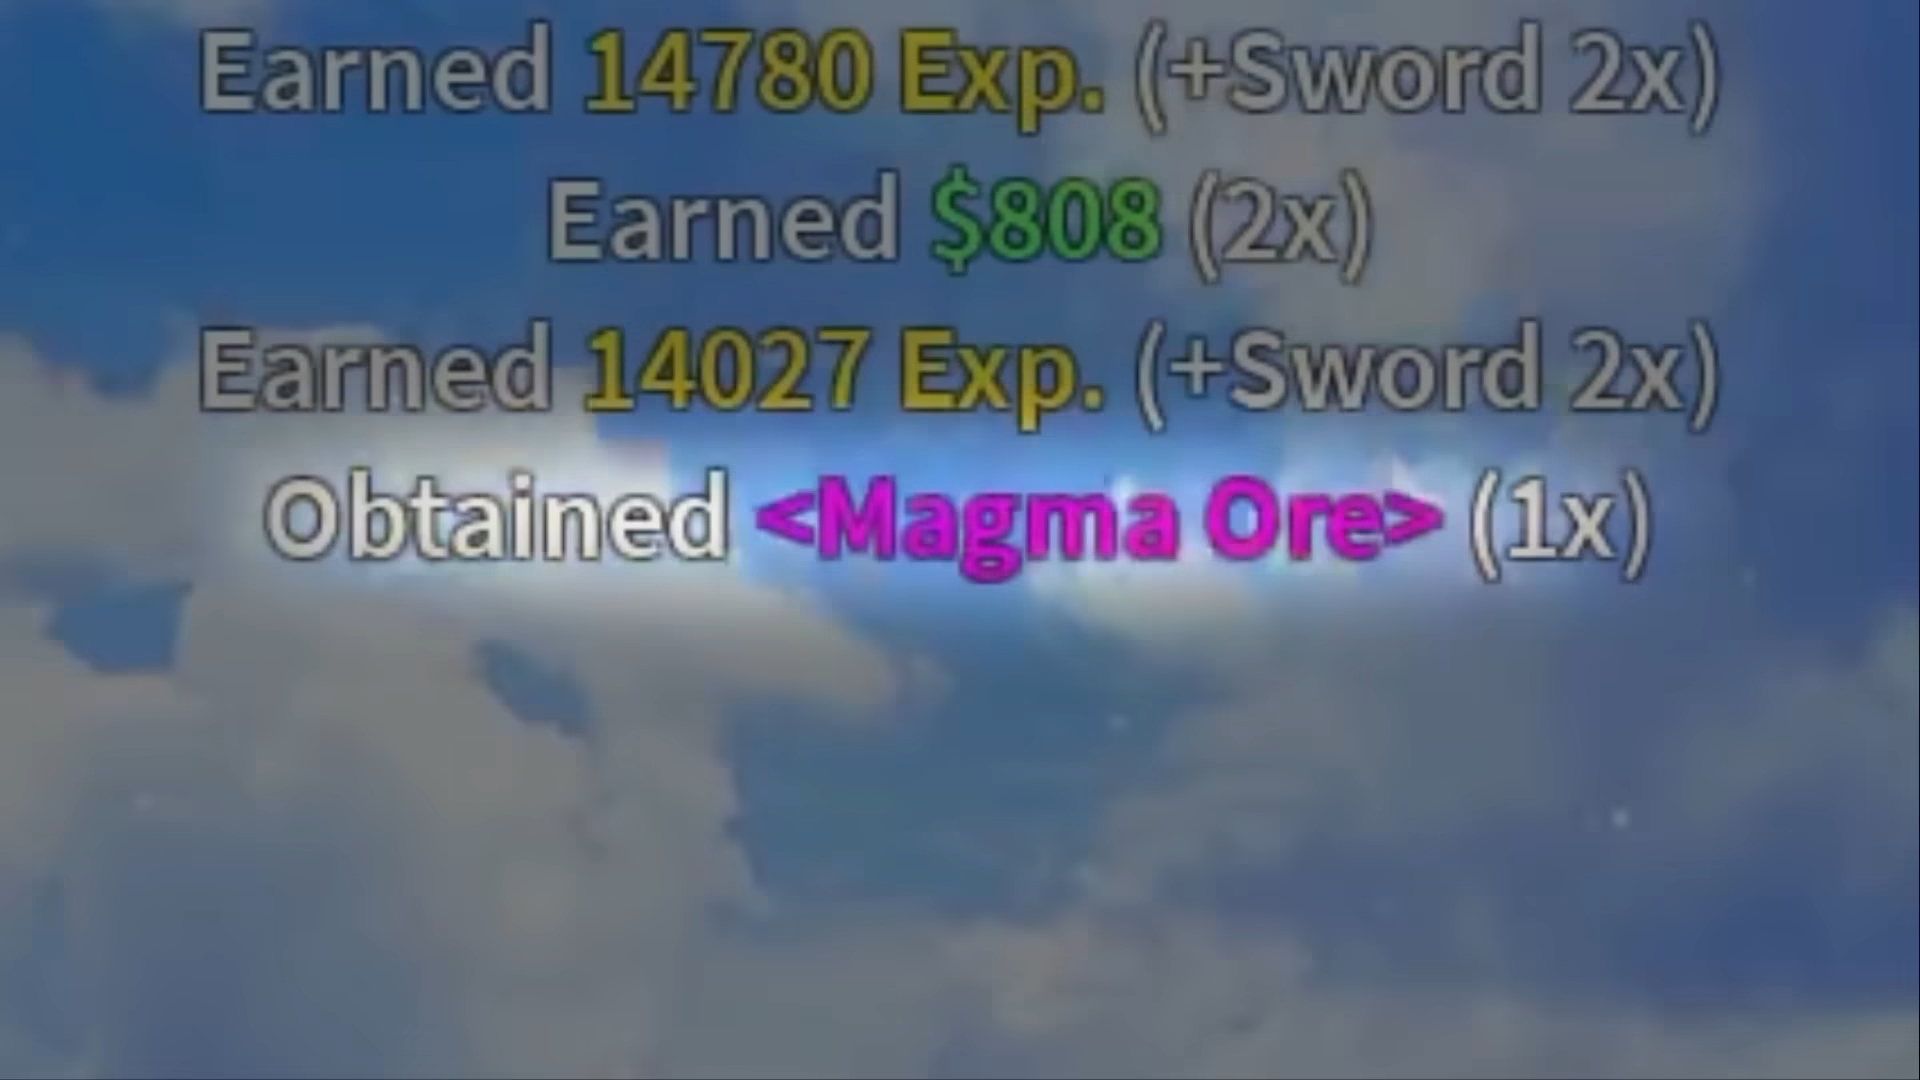 Earned 14780 Exp. (+Sword 2x)
Earned $808 (2x)
Earned 14027 Exp. (+Sword 2x)
Obtained <Magma Ore> (1x)